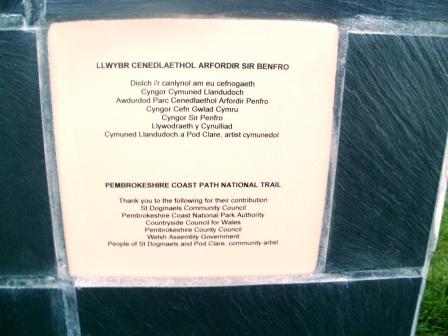 LLWYBR CENEDLAETHOL ARFORDIR SIR BENFRO
Diolch i'r canlynol am eu cefnogaeth
Cyngor Cymuned Llandudoch
Awdurdod Parc Cenedlaethol Arfordir Penfro
Cyngor Cefn Gwlad Cymru
Cyngor Sir Penfro
Llywodraeth y Cynulliad
Cymuned Llandudoch a Pod Clare, artist cymunedol
PEMBROKESHIRE COAST PATH NATIONAL TRAIL
Thank you to the following for their contribution
St Dogmaels Community Council
Pembrokeshire Coast National Park Authority
Countryside Council for Wales
Pembrokeshire County Council
Welsh Assembly Government
People of St Dogmaels and Pod Clare, community artist